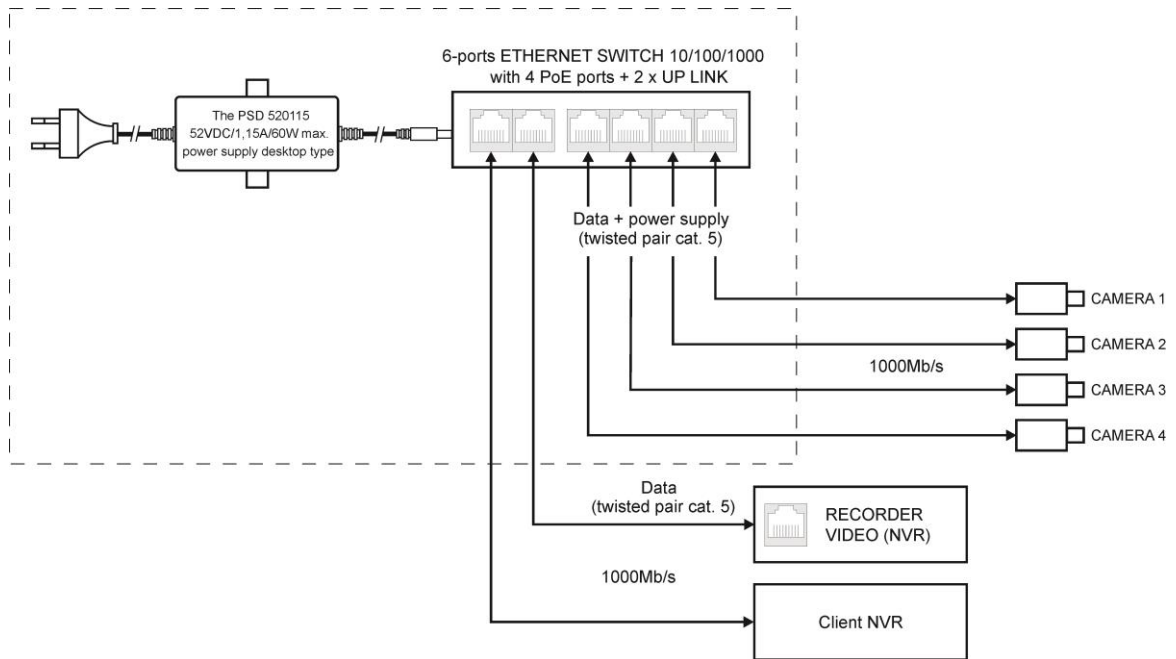 6-ports ETHERNET SWITCH 10/100/1000
with 4 PoE ports + 2 x UP LINK
The PSD 520115
52VDC/1,15A/60W max.
power supply desktop type
Data + power supply
(twisted pair cat. 5)
CAMERA 1
CAMERA 2
1000Mb/s
CAMERA 3
CAMERA 4
Data
(twisted pair cat. 5)
RECORDER
VIDEO (NVR)
1000Mb/s
Client NVR